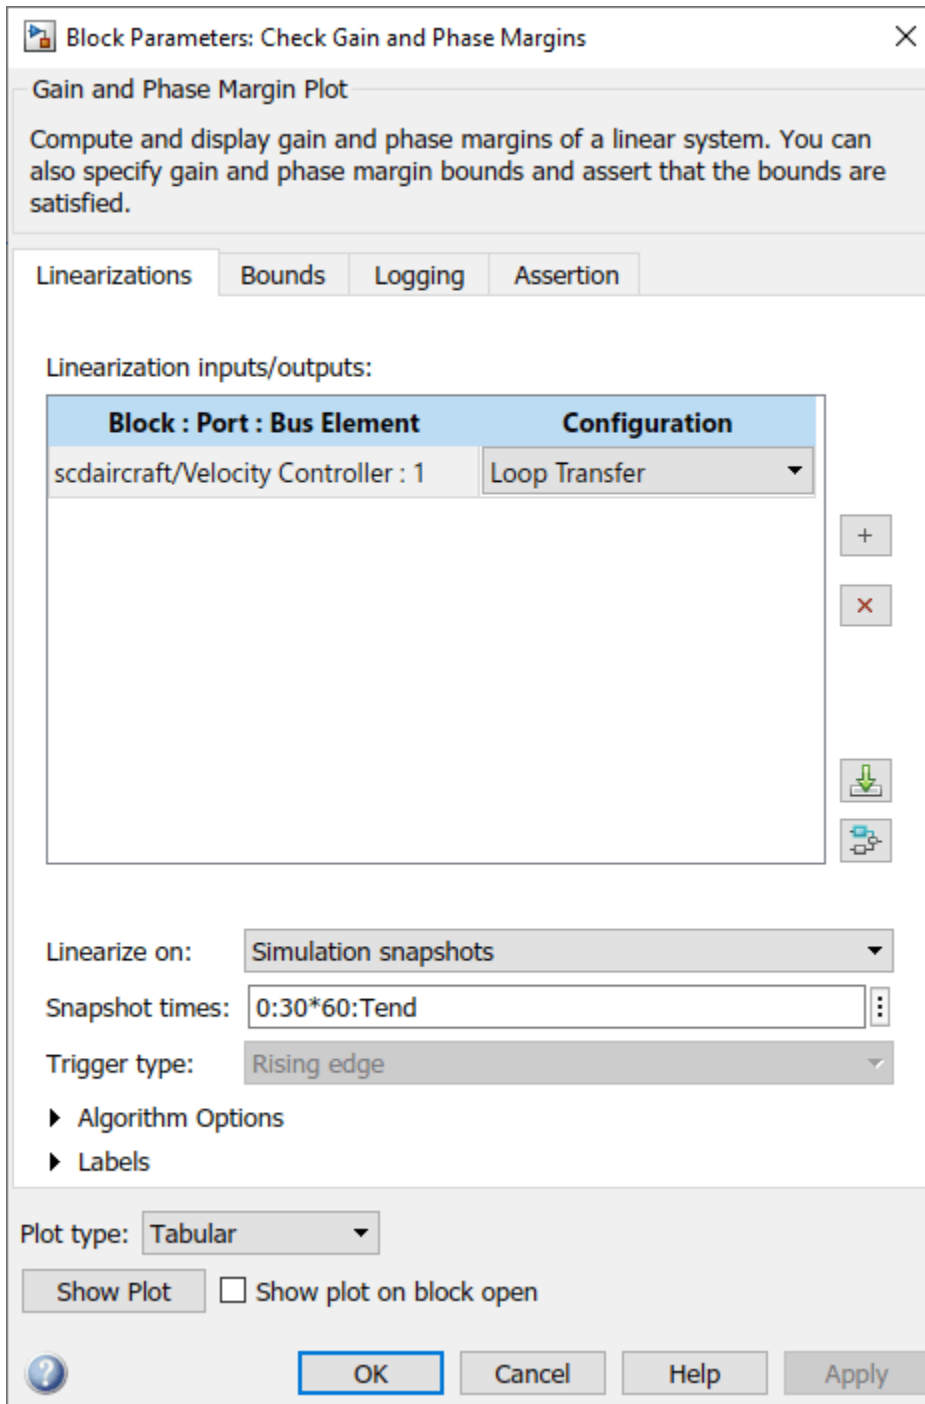 Block Parameters: Check Gain and Phase Margins
Gain and Phase Margin Plot
Compute and display gain and phase margins of a linear system. You can
also specify gain and phase margin bounds and assert that the bounds are
satisfied.
Linearizations Bounds Logging Assertion
Linearization inputs/outputs:
Block : Port : Bus Element Configuration
scdaircraft/Velocity Controller : 1 Loop Transfer
Linearize on: Simulation snapshots
Snapshot times: 0:30*60:Tend
Trigger type: Rising edge
Algorithm Options
Labels
Plot type: Tabular
Show Plot Show plot on block open
OK Cancel Help Apply